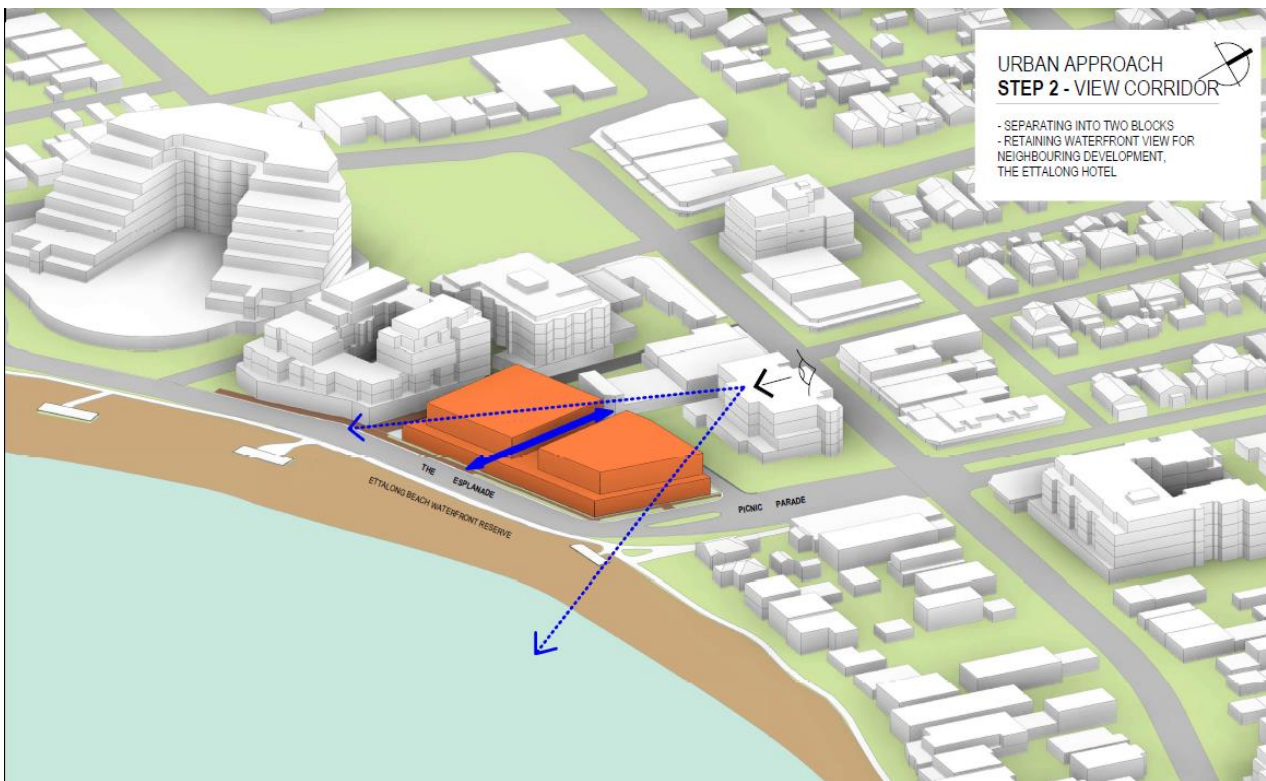 URBAN APPROACH
STEP 2 - VIEW CORRIDOR
- SEPARATING INTO TWO BLOCKS
- RETAINING WATERFRONT VIEW FOR
NEIGHBOURING DEVELOPMENT,
THE ETTALONG HOTEL
THE ESPLANADE
ETTALONG BEACH WATERFRONT RESERVE
PICNIC PARADE